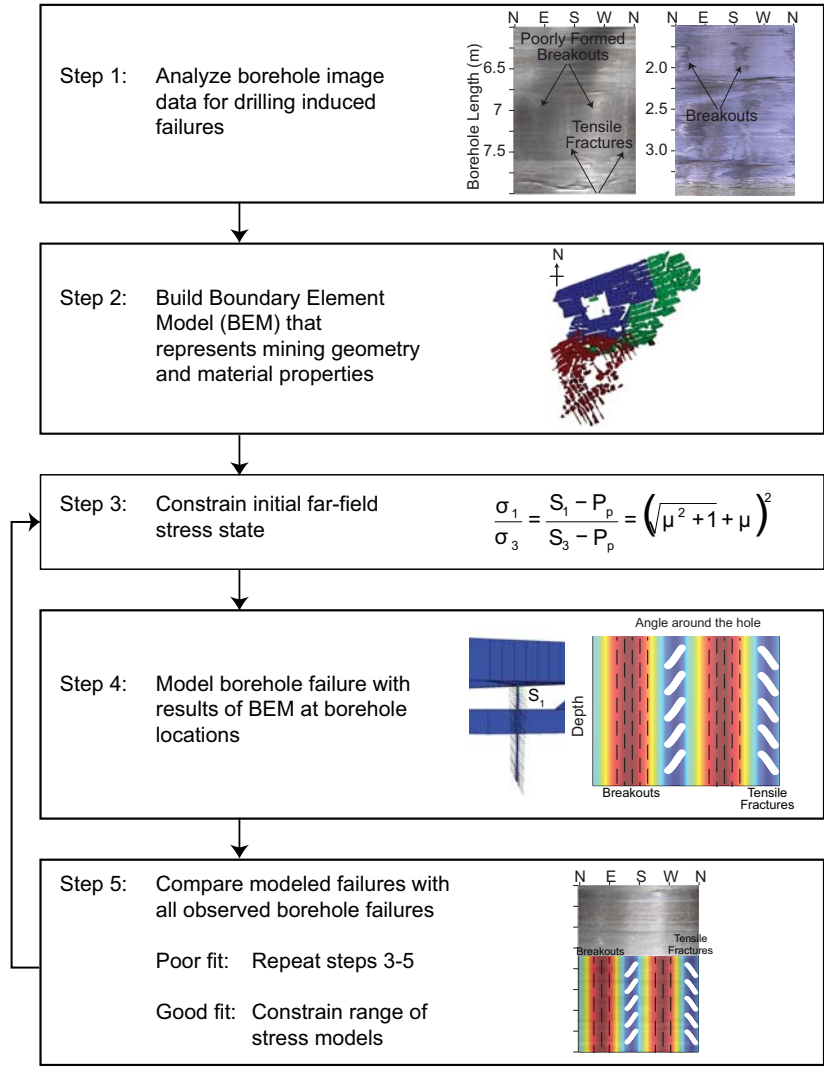 Step 1: Analyze borehole image
data for drilling induced
failures
N E S W N
Poorly Formed
Breakouts
Tensile
Fractures
Borehole Length (m)
6.5
7
7.5
N E S W N
Breakouts
2.0
2.5
3.0
Step 2: Build Boundary Element
Model (BEM) that
represents mining geometry
and material properties
N
Step 3: Constrain initial far-field
stress state
σ1/σ3 = (S1 − Pp)/(S3 − Pp) = (√(μ² + 1) + μ)²
Step 4: Model borehole failure with
results of BEM at borehole
locations
S1
Angle around the hole
Depth
Breakouts
Tensile
Fractures
Step 5: Compare modeled failures with
all observed borehole failures
Poor fit: Repeat steps 3-5
Good fit: Constrain range of
stress models
N E S W N
Breakouts
Tensile
Fractures